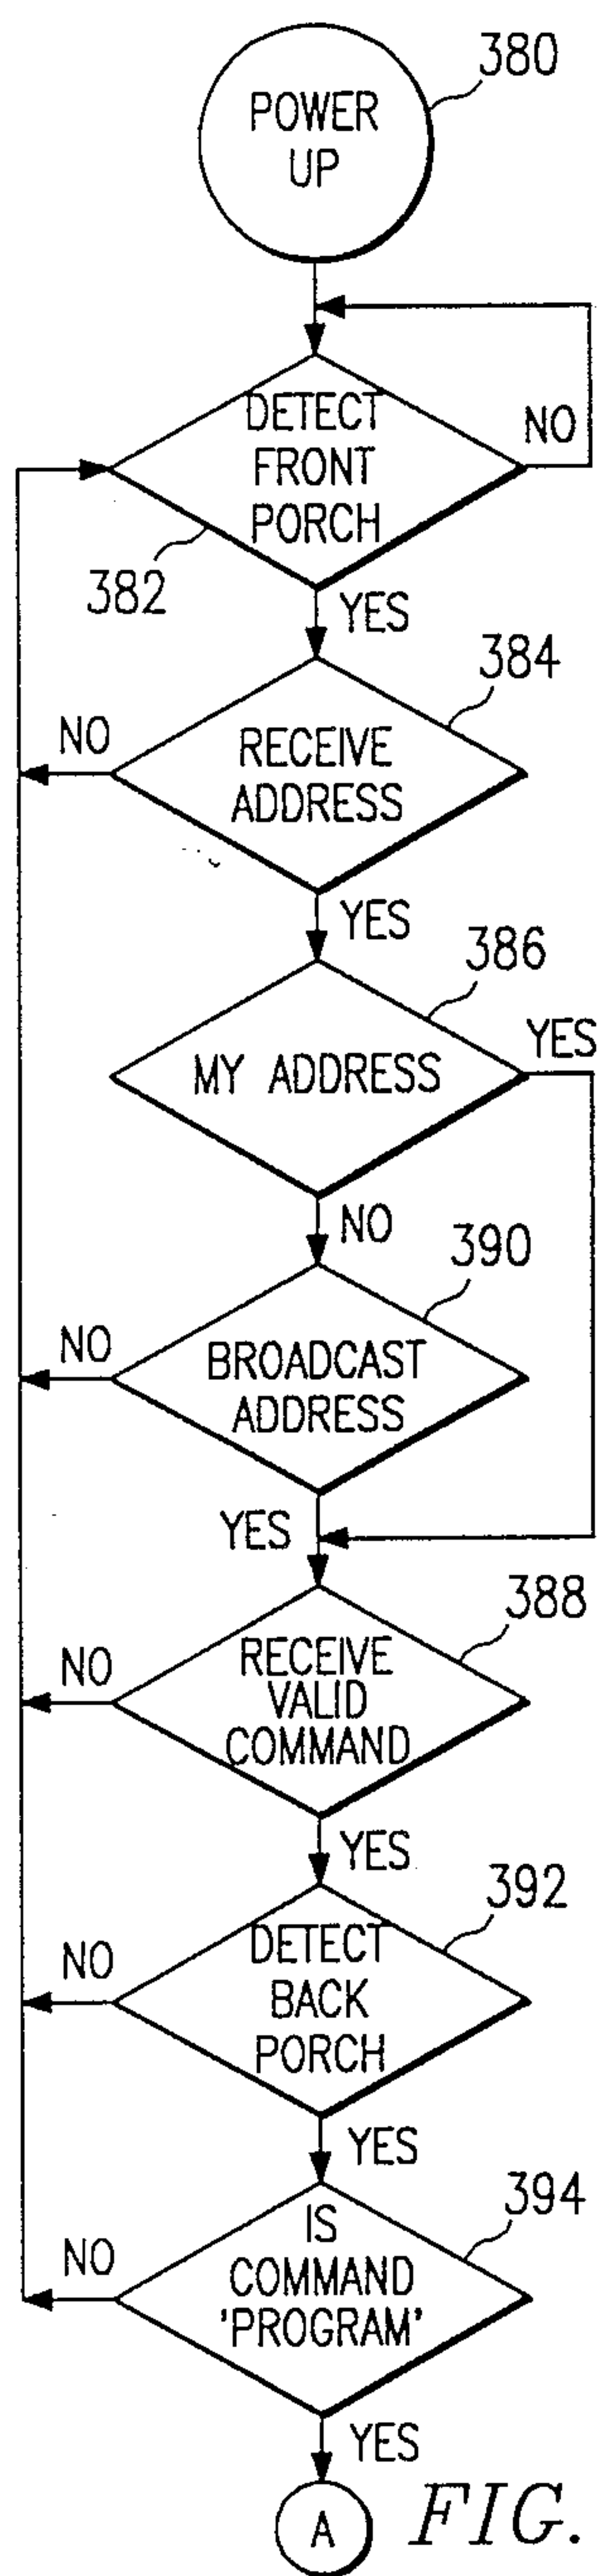 380
POWER
UP
DETECT
FRONT
PORCH
NO
382
YES
384
NO
RECEIVE
ADDRESS
YES
386
YES
MY ADDRESS
NO
390
NO
BROADCAST
ADDRESS
YES
388
NO
RECEIVE
VALID
COMMAND
YES
392
NO
DETECT
BACK
PORCH
YES
394
NO
IS
COMMAND
'PROGRAM'
YES
A
FIG.